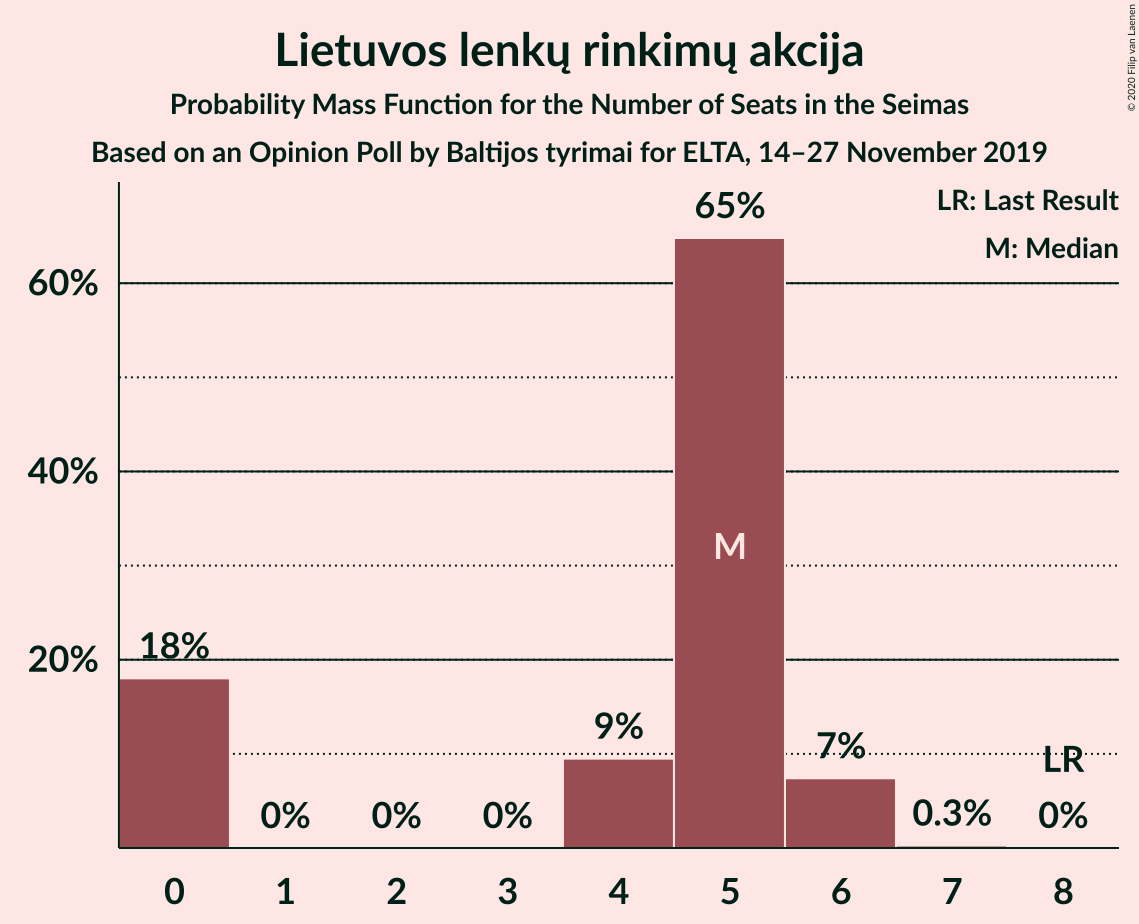 Lietuvos lenkų rinkimų akcija
Probability Mass Function for the Number of Seats in the Seimas
Based on an Opinion Poll by Baltijos tyrimai for ELTA, 14–27 November 2019
© 2020 Filip van Laenen
LR: Last Result
M: Median
65%
60%
40%
M
18%
20%
9%
7%
LR
0%
0%
0%
0.3%
0%
0 1 2 3 4 5 6 7 8